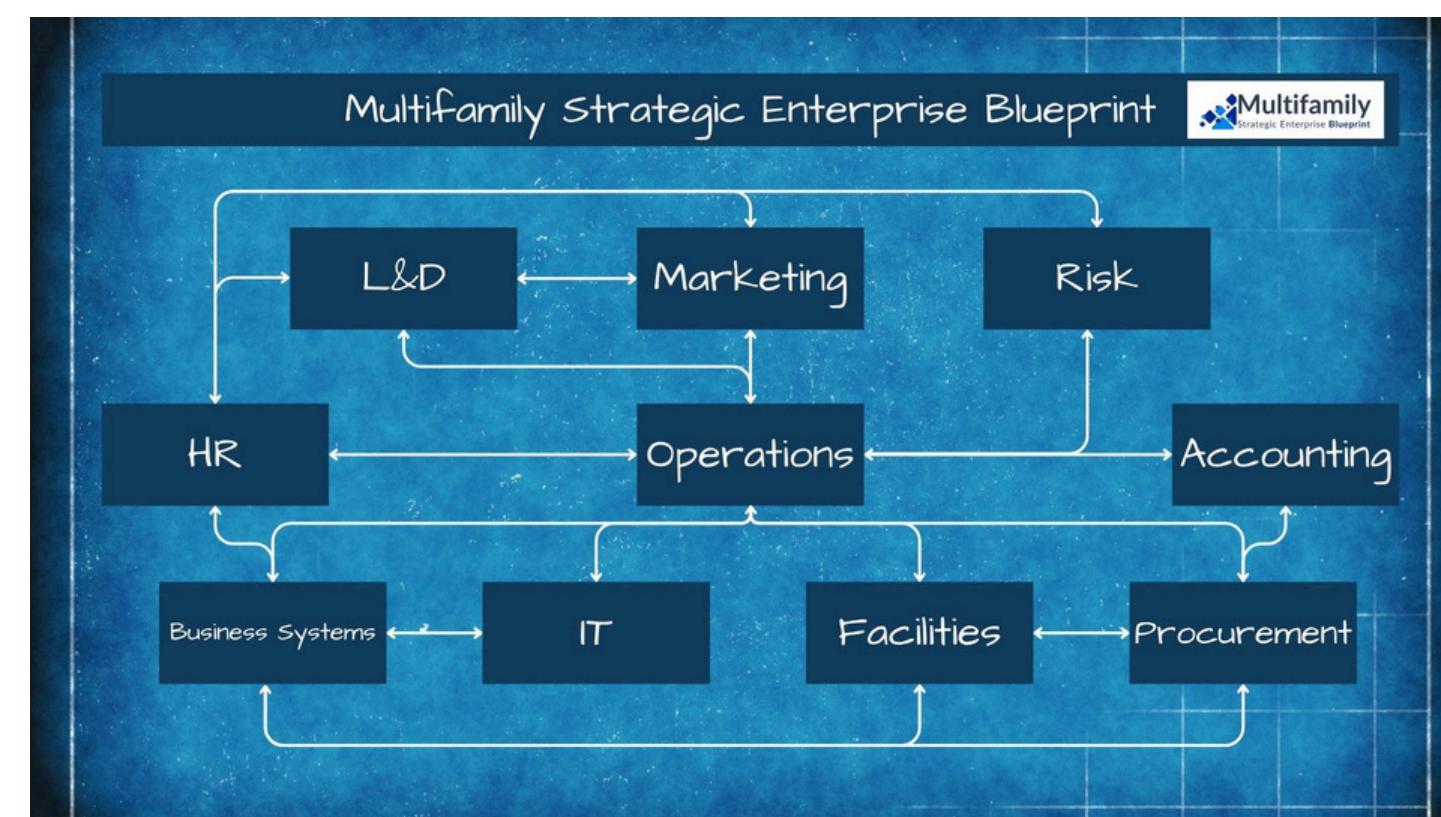 Multifamily Strategic Enterprise Blueprint
Multifamily
Strategic Enterprise Blueprint
L&D
Marketing
Risk
HR
Operations
Accounting
Business Systems
IT
Facilities
Procurement